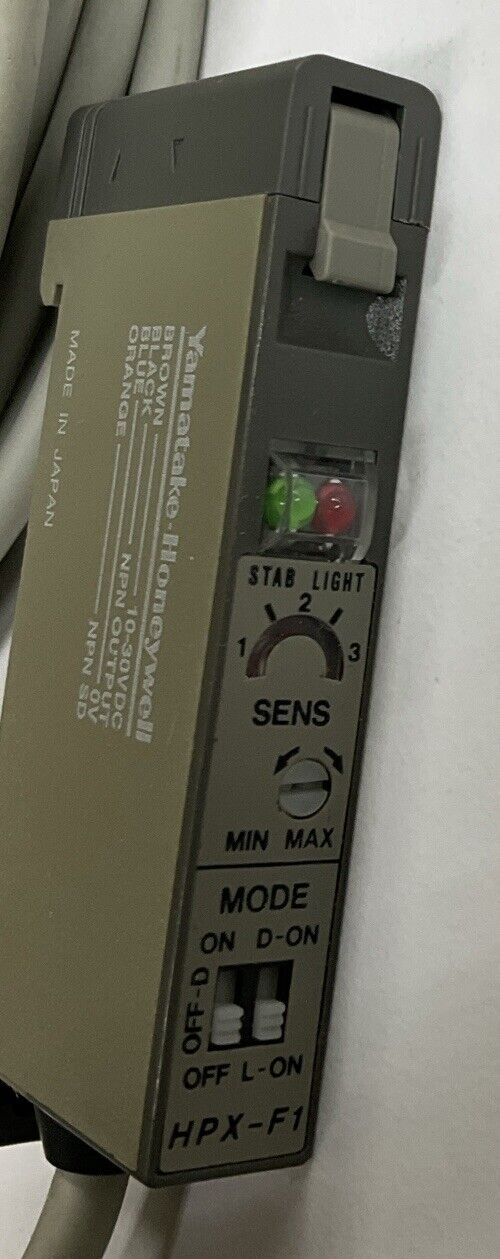 Yamatake-Honeywell
BROWN 10-30VDC
BLACK NPN OUTPUT
BLUE 0V
ORANGE NPN SD
MADE IN JAPAN
STAB LIGHT
1 2 3
SENS
MIN MAX
MODE
ON D-ON
OFF-D
OFF L-ON
HPX-F1